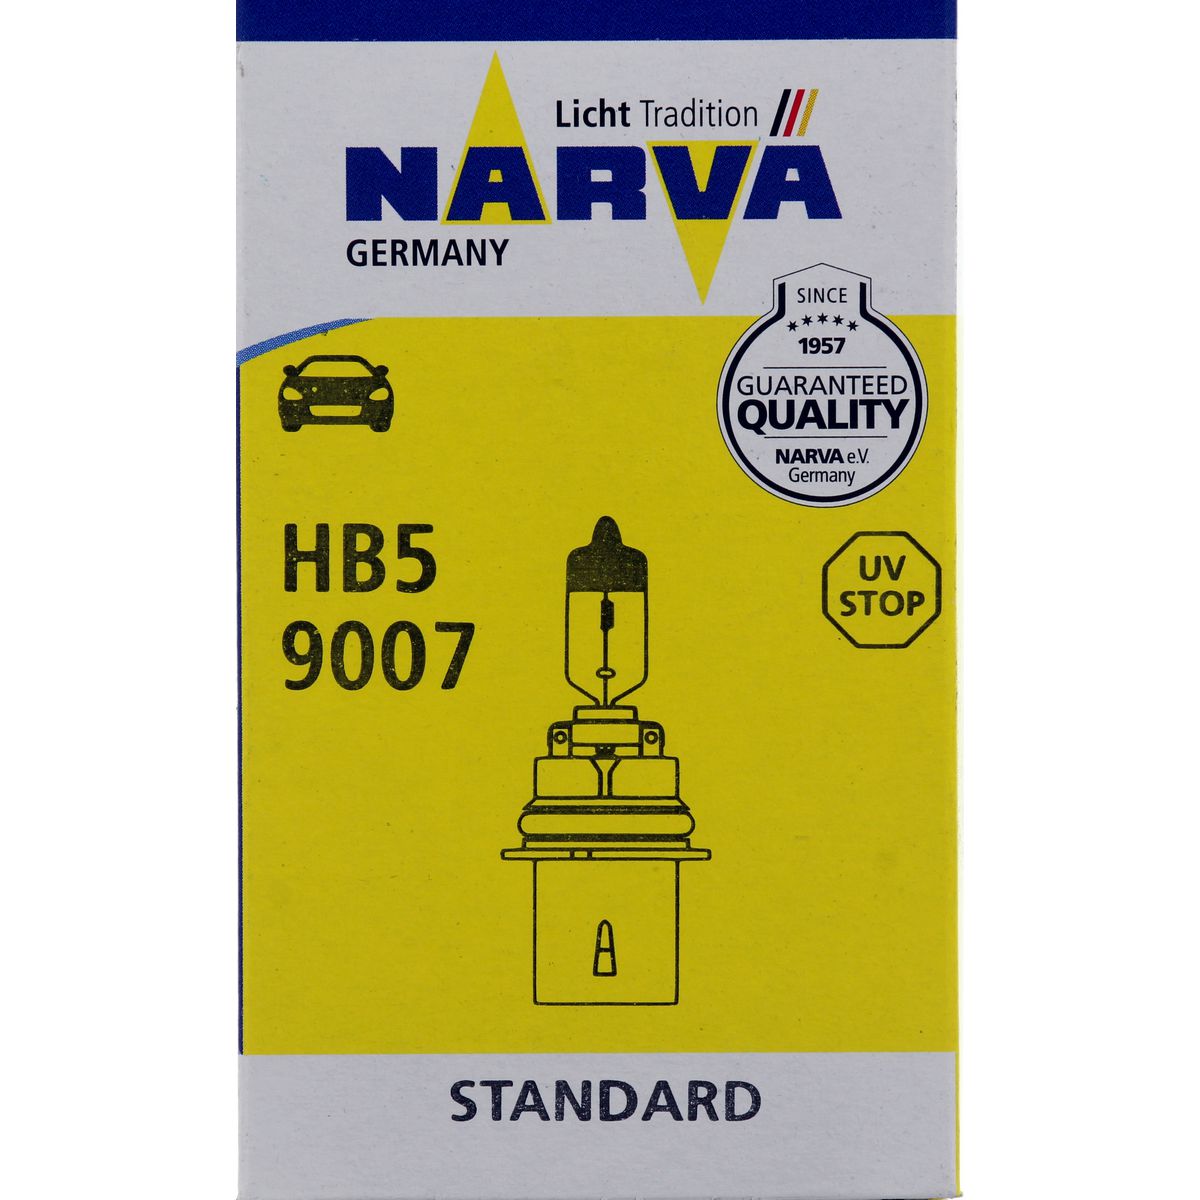 Licht Tradition
NARVA
GERMANY
SINCE
1957
GUARANTEED
QUALITY
NARVA e.V.
Germany
HB5
9007
UV
STOP
STANDARD